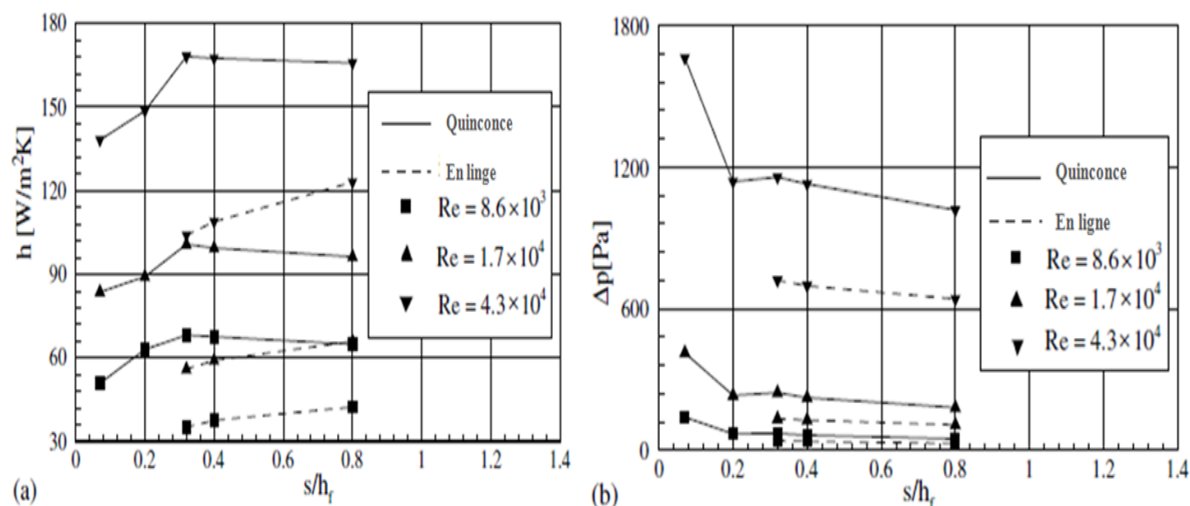 180
150
120
90
60
30
h [W/m²K]
0
0.2
0.4
0.6
0.8
1
1.2
1.4
s/h_f
(a)
Quinconce
En linge
Re = 8.6×10³
Re = 1.7×10⁴
Re = 4.3×10⁴
1800
1200
600
0
Δp[Pa]
0
0.2
0.4
0.6
0.8
1
1.2
1.4
s/h_f
(b)
Quinconce
En ligne
Re = 8.6×10³
Re = 1.7×10⁴
Re = 4.3×10⁴